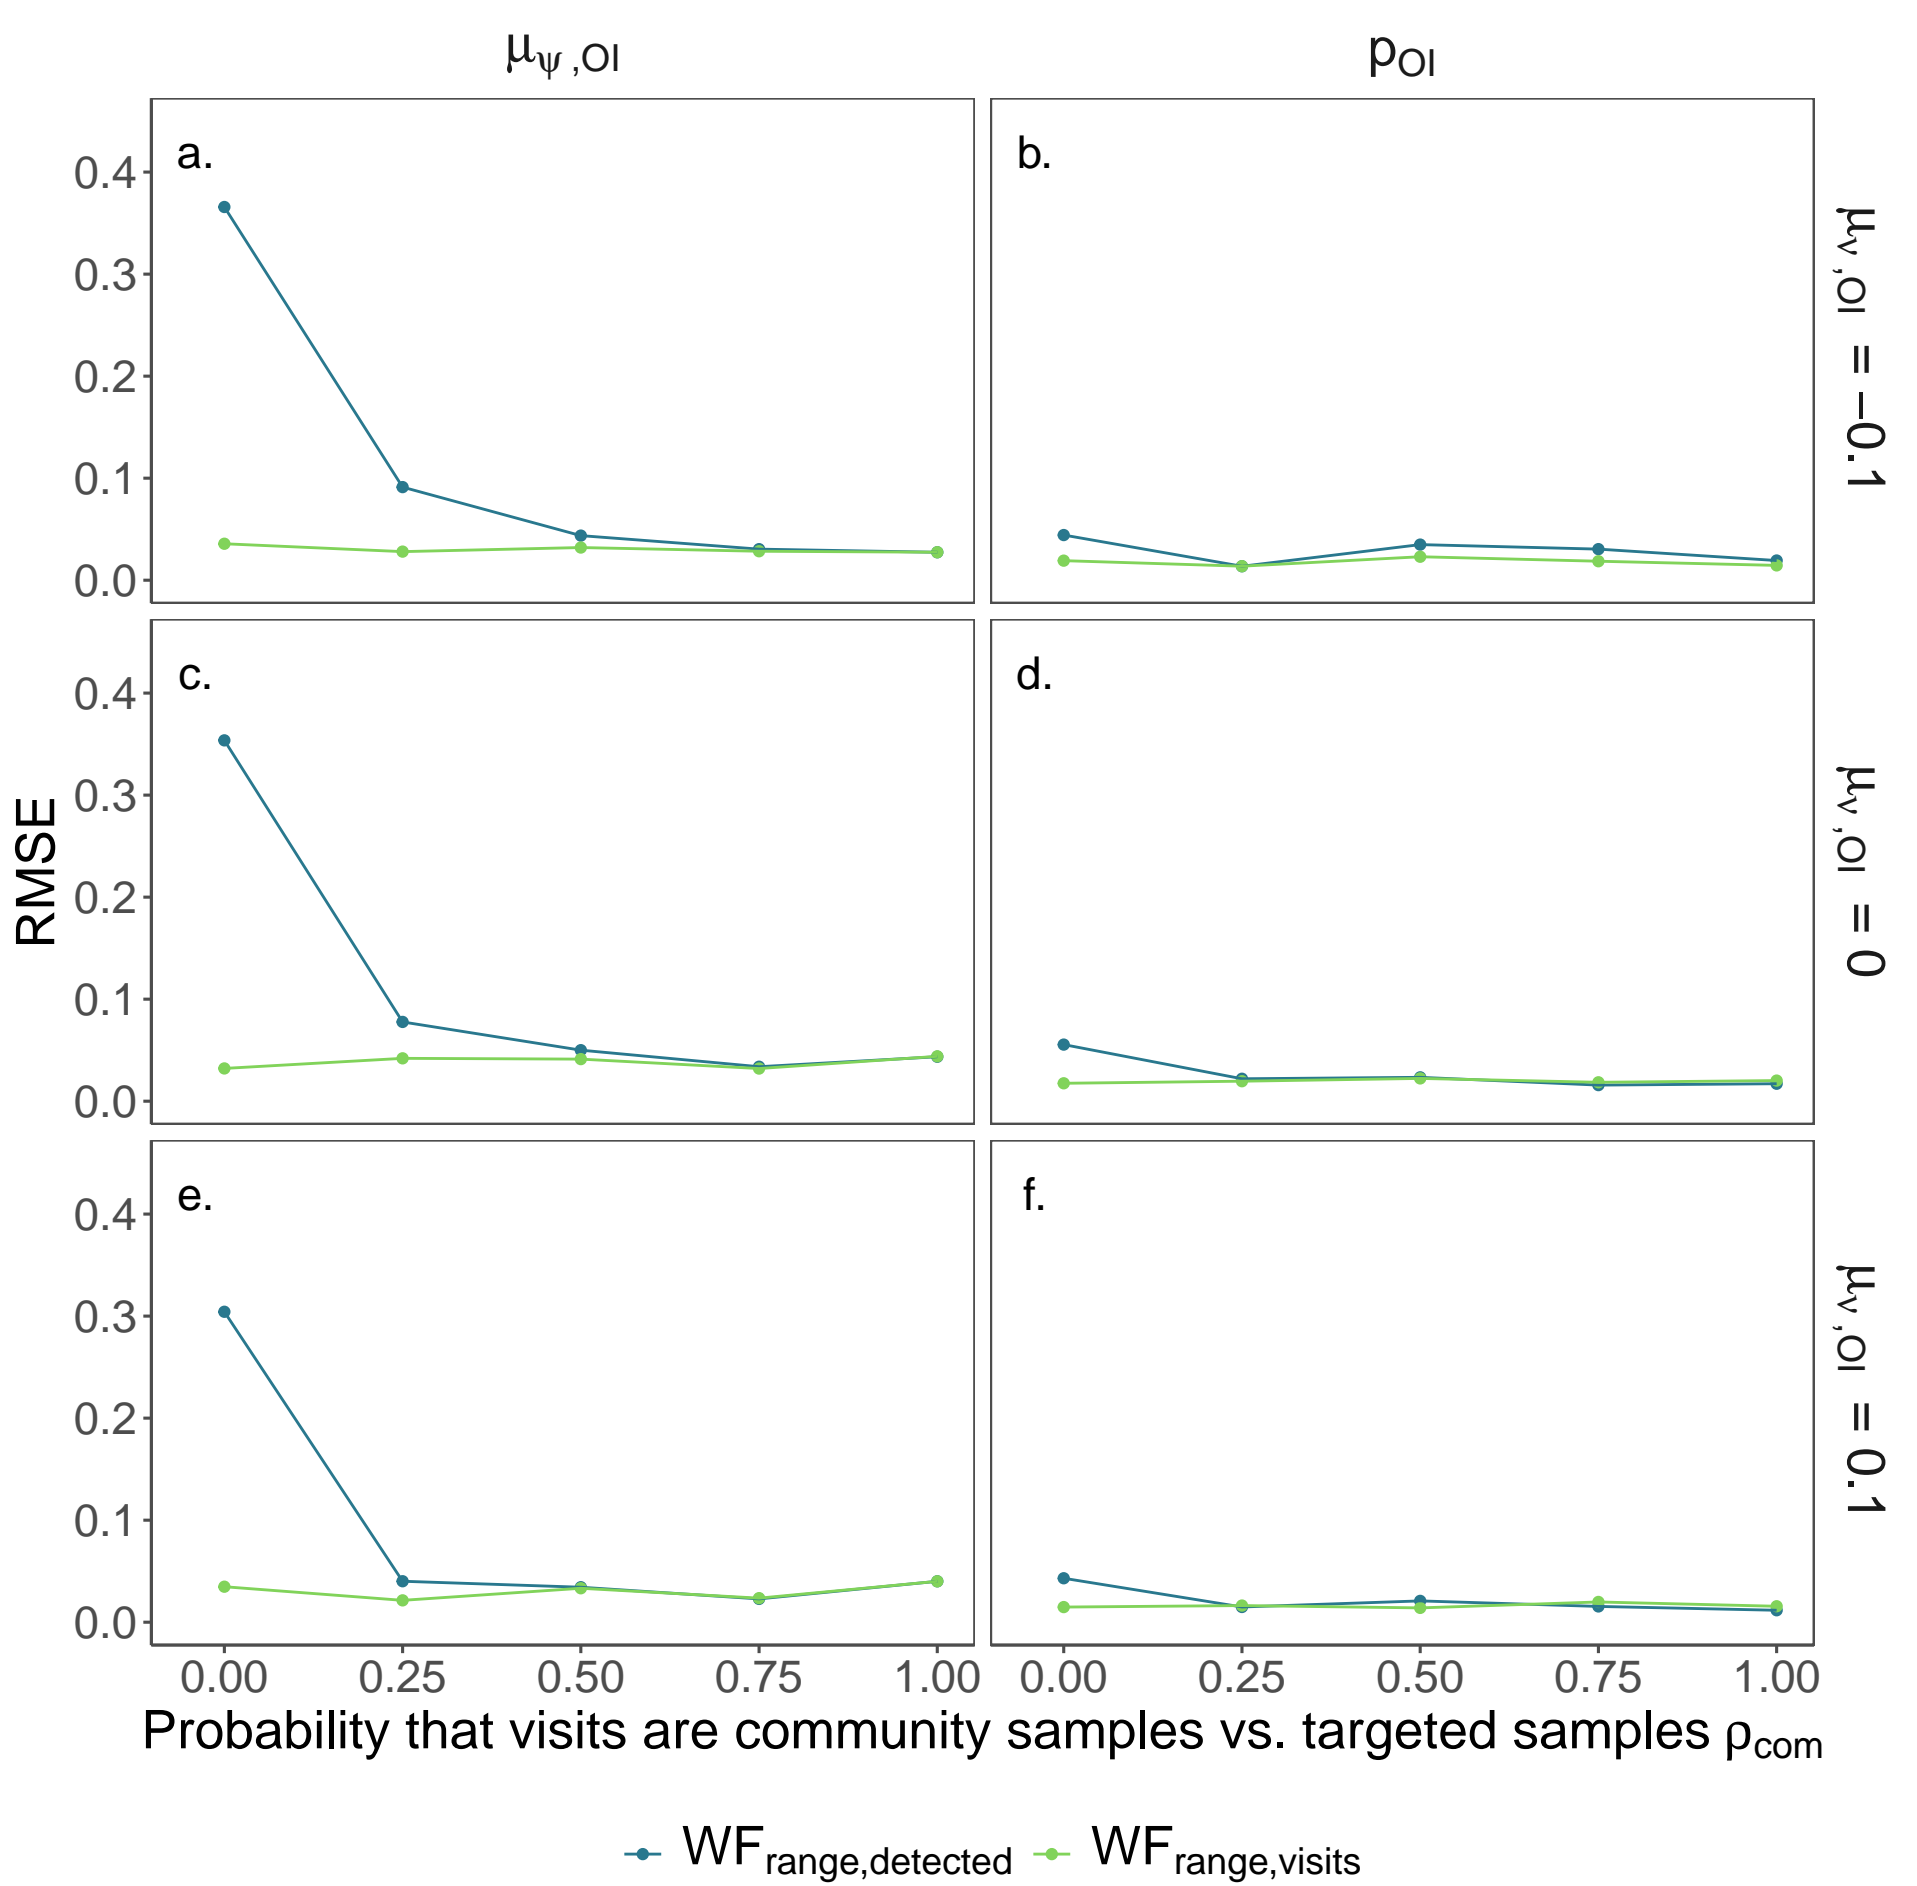 μψ,OI
pOI
a.
b.
0.4
0.3
0.2
0.1
0.0
μν,OI = −0.1
c.
d.
0.4
0.3
0.2
0.1
0.0
μν,OI = 0
RMSE
e.
f.
0.4
0.3
0.2
0.1
0.0
μν,OI = 0.1
0.00 0.25 0.50 0.75 1.00 0.00 0.25 0.50 0.75 1.00
Probability that visits are community samples vs. targeted samples ρcom
WFrange,detected WFrange,visits